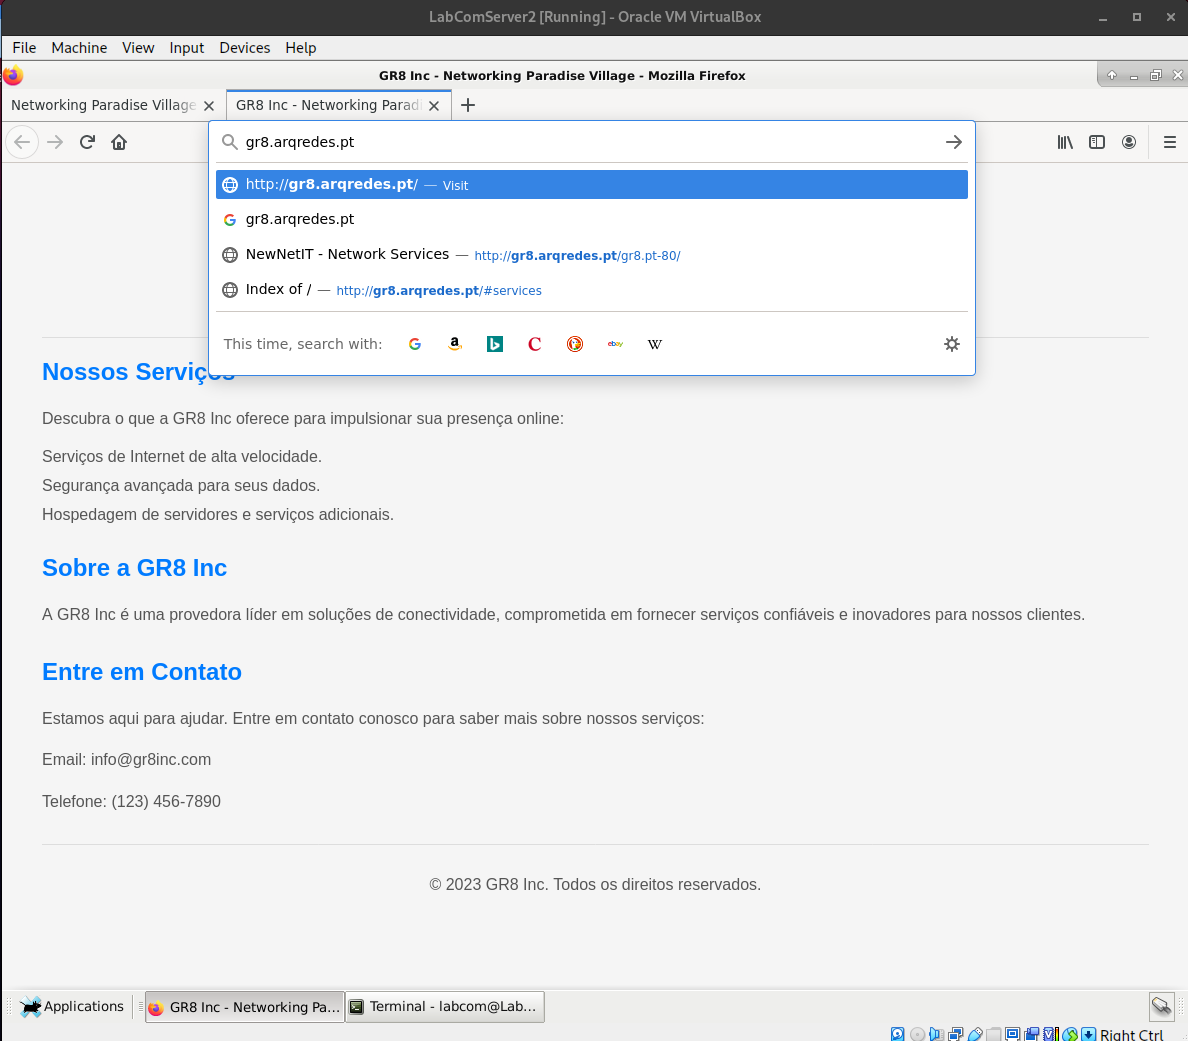 LabComServer2 [Running] - Oracle VM VirtualBox
File Machine View Input Devices Help
GR8 Inc - Networking Paradise Village - Mozilla Firefox
Networking Paradise Village GR8 Inc - Networking Paradi
gr8.arqredes.pt
http://gr8.arqredes.pt/ — Visit
gr8.arqredes.pt
NewNetIT - Network Services — http://gr8.arqredes.pt/gr8.pt-80/
Index of / — http://gr8.arqredes.pt/#services
This time, search with: G a b C ebay W
Nossos Serviços
Descubra o que a GR8 Inc oferece para impulsionar sua presença online:
Serviços de Internet de alta velocidade.
Segurança avançada para seus dados.
Hospedagem de servidores e serviços adicionais.
Sobre a GR8 Inc
A GR8 Inc é uma provedora líder em soluções de conectividade, comprometida em fornecer serviços confiáveis e inovadores para nossos clientes.
Entre em Contato
Estamos aqui para ajudar. Entre em contato conosco para saber mais sobre nossos serviços:
Email: info@gr8inc.com
Telefone: (123) 456-7890
© 2023 GR8 Inc. Todos os direitos reservados.
Applications GR8 Inc - Networking Pa... Terminal - labcom@Lab...
Right Ctrl